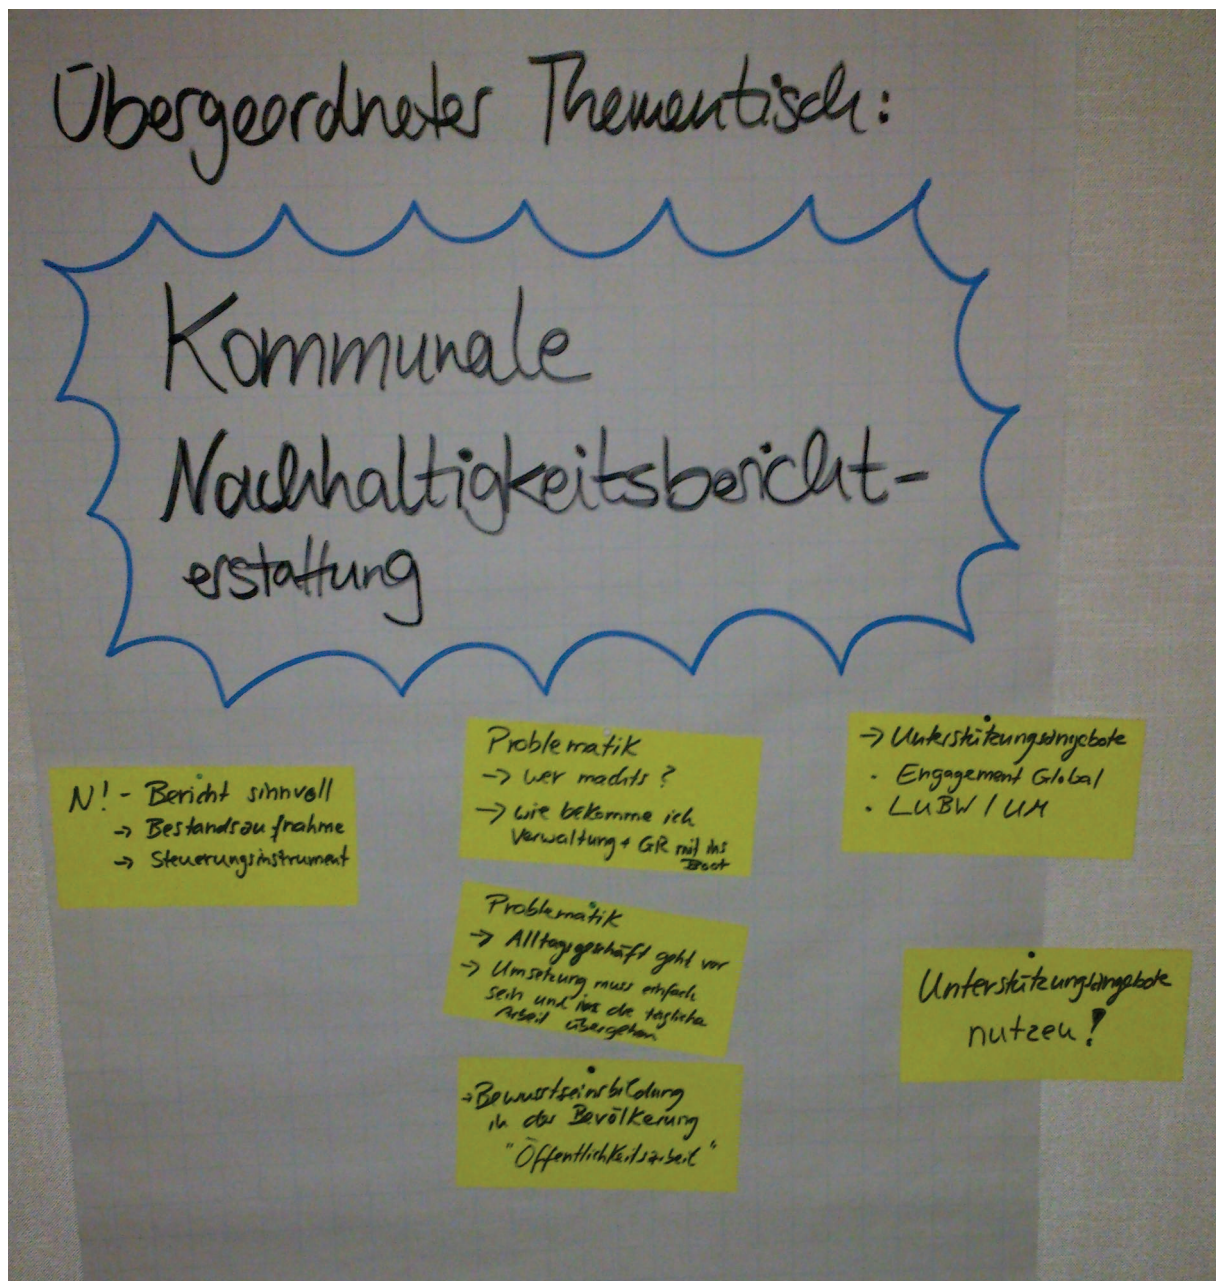 Übergeordneter Thementisch:
Kommunale
Nachhaltigkeitsbericht-
erstattung
N! - Bericht sinnvoll
→ Bestandsaufnahme
→ Steuerungsinstrument
Problematik
→ wer machts?
→ wie bekomme ich
Verwaltung + GR mit ins
Boot
Problematik
→ Alltagsgeschäft geht vor
→ Umsetzung muss einfach
sein und in die tägliche
Arbeit übergehen
→ Bewusstseinsbildung
in der Bevölkerung
"Öffentlichkeitsarbeit"
→ Unterstützungsangebote
· Engagement Global
· LUBW / UM
Unterstützungsangebote
nutzen!